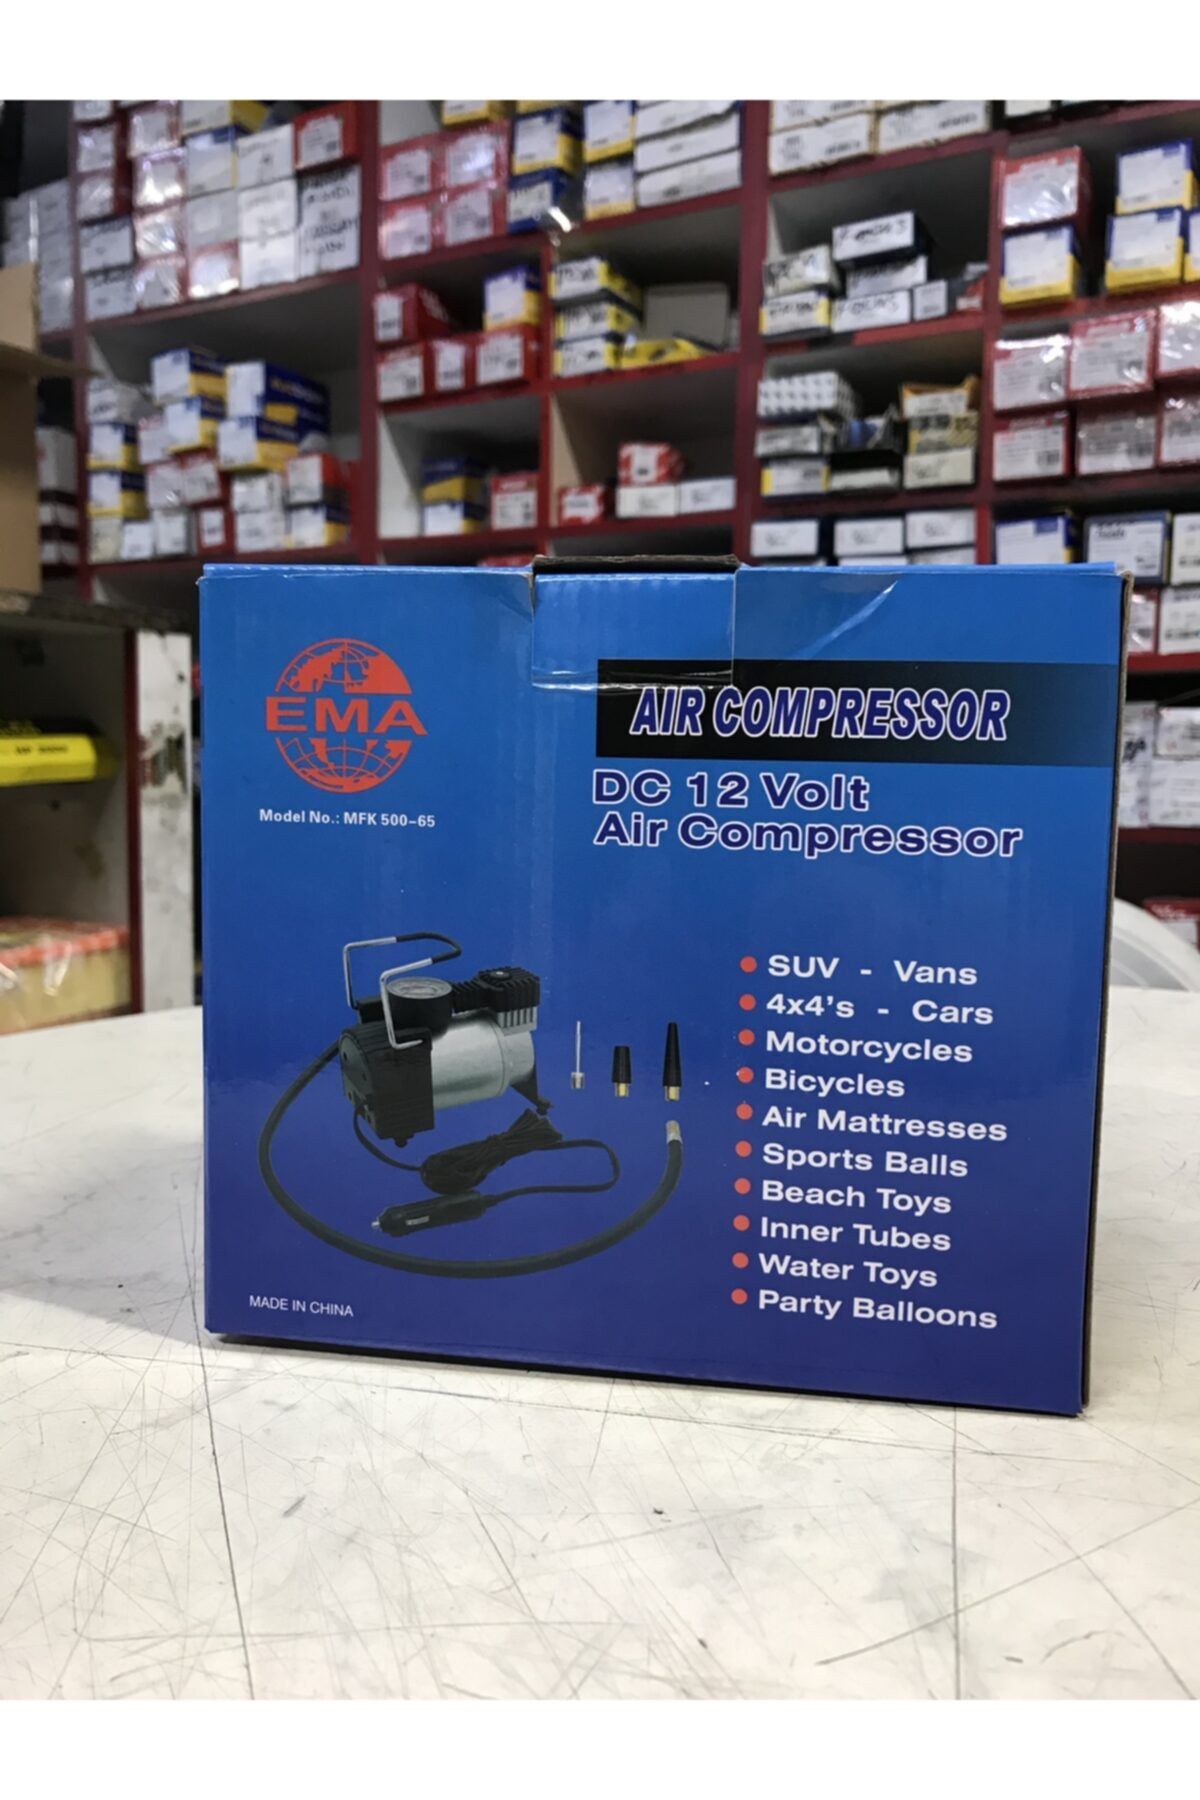 EMA
Model No.: MFK 500-65
AIR COMPRESSOR
DC 12 Volt
Air Compressor
SUV - Vans
4x4's - Cars
Motorcycles
Bicycles
Air Mattresses
Sports Balls
Beach Toys
Inner Tubes
Water Toys
Party Balloons
MADE IN CHINA